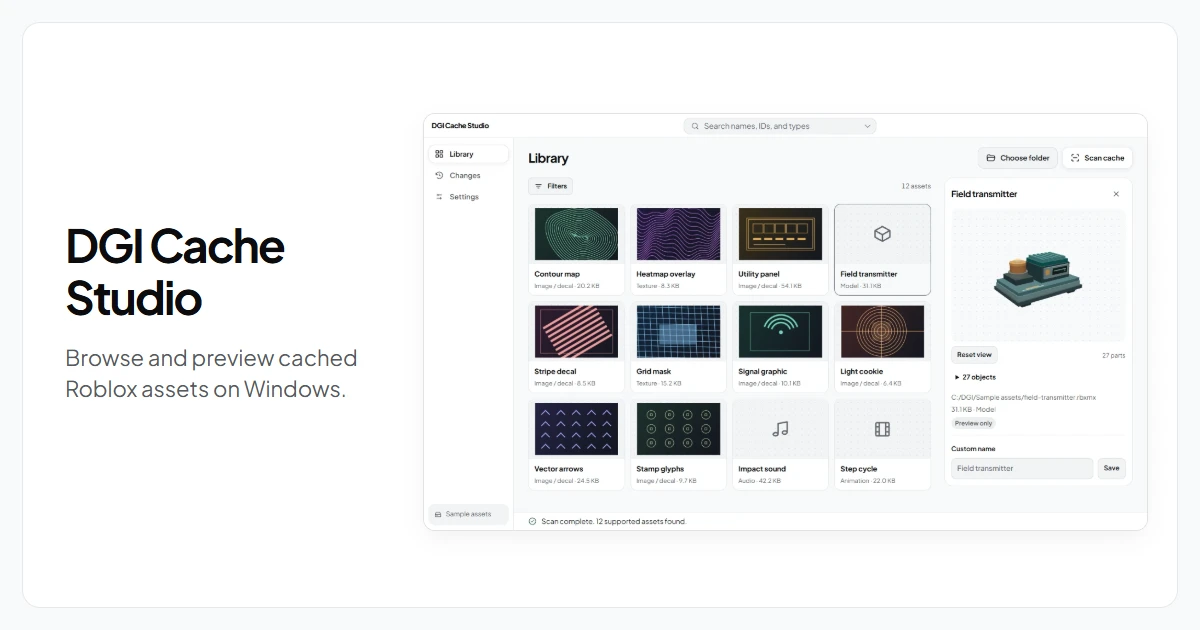 DGI Cache
Studio
Browse and preview cached
Roblox assets on Windows.
DGI Cache Studio
Search names, IDs, and types
Library
Changes
Settings
Sample assets
Library
Choose folder
Scan cache
Filters
12 assets
Contour map
Image / decal · 20.2 KB
Heatmap overlay
Texture · 8.3 KB
Utility panel
Image / decal · 54.1 KB
Field transmitter
Model · 31.1 KB
Stripe decal
Image / decal · 8.5 KB
Grid mask
Texture · 15.2 KB
Signal graphic
Image / decal · 10.1 KB
Light cookie
Image / decal · 6.4 KB
Vector arrows
Image / decal · 24.5 KB
Stamp glyphs
Image / decal · 9.7 KB
Impact sound
Audio · 42.2 KB
Step cycle
Animation · 22.0 KB
Field transmitter
Reset view
27 parts
27 objects
C:/DGI/Sample assets/field-transmitter.rbxmx
31.1 KB · Model
Preview only
Custom name
Field transmitter
Save
Scan complete. 12 supported assets found.